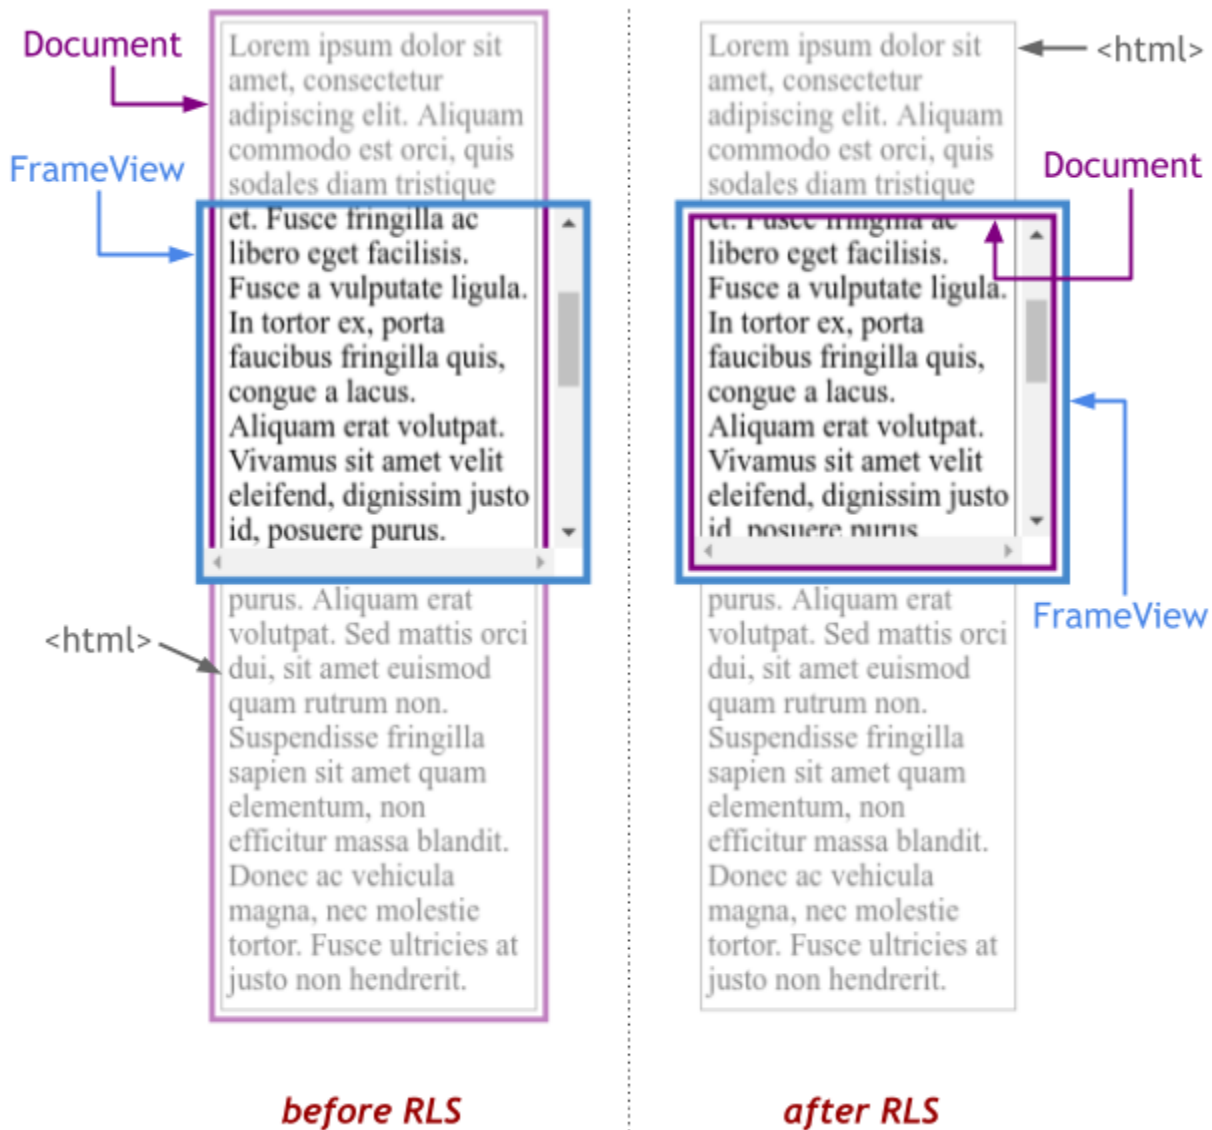 Document
FrameView
<html>
Lorem ipsum dolor sit
amet, consectetur
adipiscing elit. Aliquam
commodo est orci, quis
sodales diam tristique
et. Fusce fringilla ac
libero eget facilisis.
Fusce a vulputate ligula.
In tortor ex, porta
faucibus fringilla quis,
congue a lacus.
Aliquam erat volutpat.
Vivamus sit amet velit
eleifend, dignissim justo
id, posuere purus.
purus. Aliquam erat
volutpat. Sed mattis orci
dui, sit amet euismod
quam rutrum non.
Suspendisse fringilla
sapien sit amet quam
elementum, non
efficitur massa blandit.
Donec ac vehicula
magna, nec molestie
tortor. Fusce ultricies at
justo non hendrerit.
before RLS
Lorem ipsum dolor sit
amet, consectetur
adipiscing elit. Aliquam
commodo est orci, quis
sodales diam tristique
et. Fusce fringilla ac
libero eget facilisis.
Fusce a vulputate ligula.
In tortor ex, porta
faucibus fringilla quis,
congue a lacus.
Aliquam erat volutpat.
Vivamus sit amet velit
eleifend, dignissim justo
id, posuere purus
purus. Aliquam erat
volutpat. Sed mattis orci
dui, sit amet euismod
quam rutrum non.
Suspendisse fringilla
sapien sit amet quam
elementum, non
efficitur massa blandit.
Donec ac vehicula
magna, nec molestie
tortor. Fusce ultricies at
justo non hendrerit.
<html>
Document
FrameView
after RLS